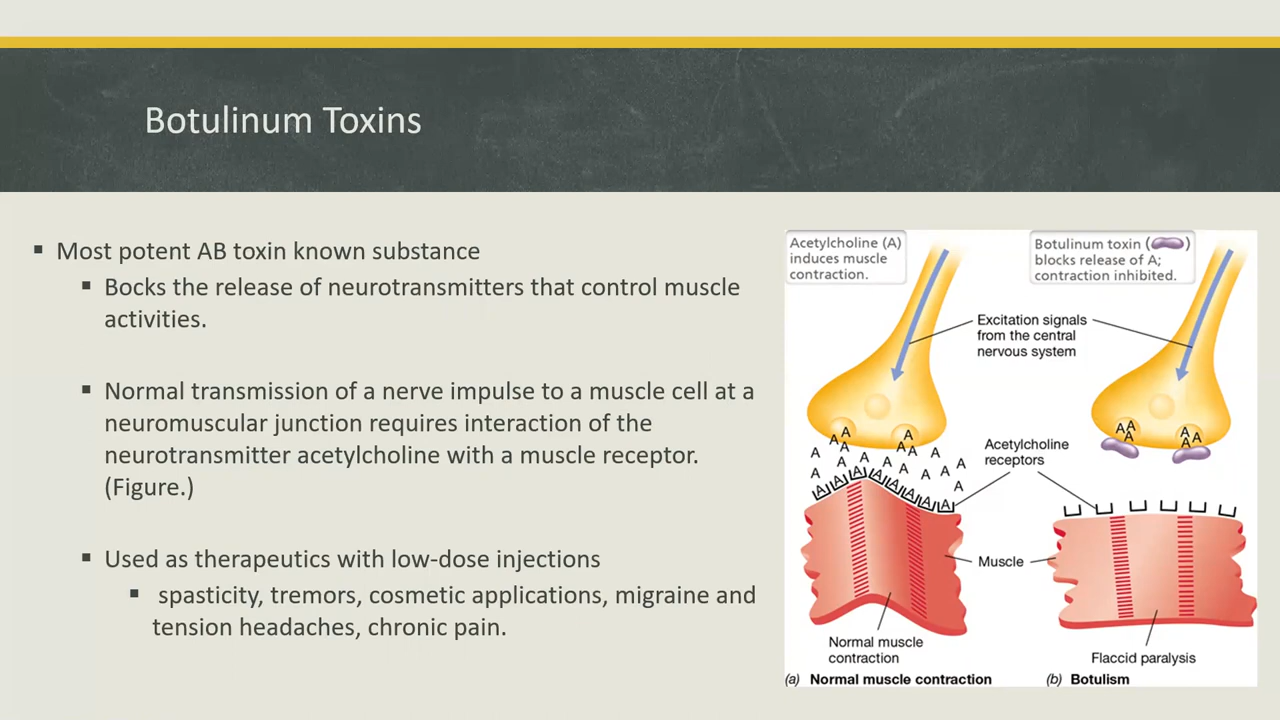 Botulinum Toxins
▪ Most potent AB toxin known substance
▪ Bocks the release of neurotransmitters that control muscle
activities.
▪ Normal transmission of a nerve impulse to a muscle cell at a
neuromuscular junction requires interaction of the
neurotransmitter acetylcholine with a muscle receptor.
(Figure.)
▪ Used as therapeutics with low-dose injections
▪ spasticity, tremors, cosmetic applications, migraine and
tension headaches, chronic pain.
Acetylcholine (A)
induces muscle
contraction.
Botulinum toxin ( )
blocks release of A;
contraction inhibited.
Excitation signals
from the central
nervous system
A A A A A A
A A A A A A A A A A A
A A A A A A A A A
AA A AA A
Acetylcholine
receptors
Muscle
Normal muscle
contraction
Flaccid paralysis
(a) Normal muscle contraction
(b) Botulism